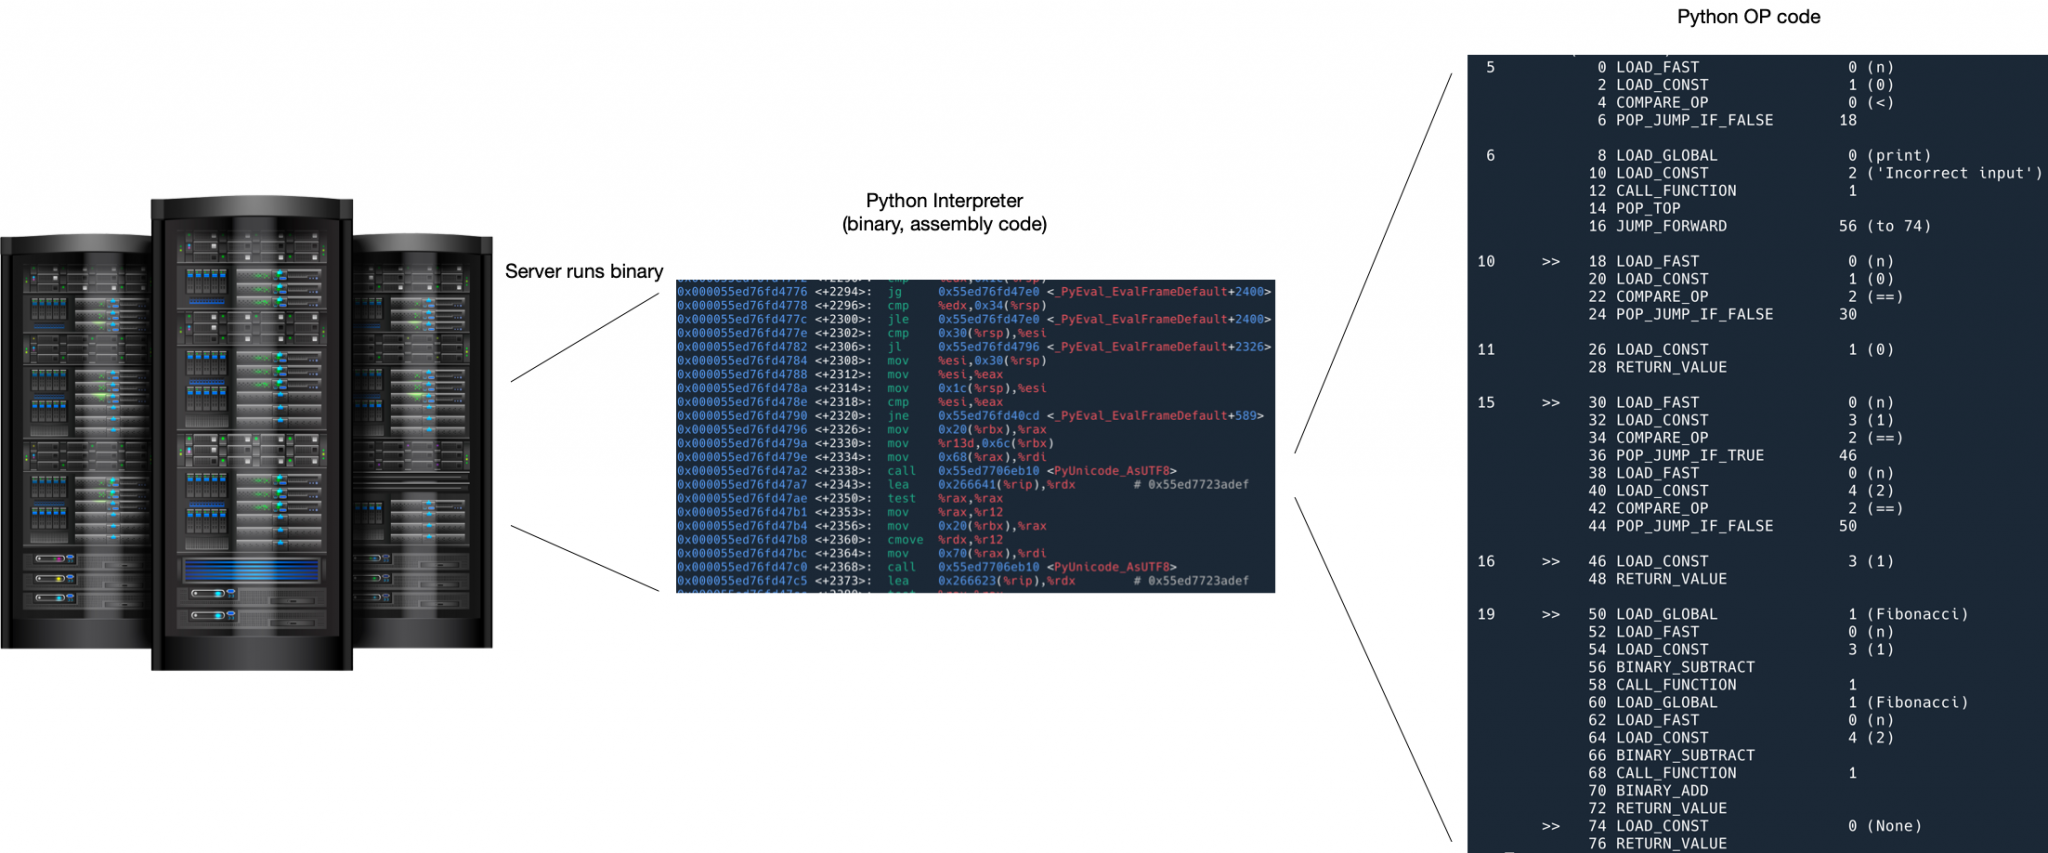 Server runs binary
Python Interpreter
(binary, assembly code)
0x000055ed76fd4776 <+2294>: jg 0x55ed76fd47e0 <_PyEval_EvalFrameDefault+2400>
0x000055ed76fd4778 <+2296>: cmp %edx,0x34(%rsp)
0x000055ed76fd477c <+2300>: jle 0x55ed76fd47e0 <_PyEval_EvalFrameDefault+2400>
0x000055ed76fd477e <+2302>: cmp 0x30(%rsp),%esi
0x000055ed76fd4782 <+2306>: jl 0x55ed76fd4796 <_PyEval_EvalFrameDefault+2326>
0x000055ed76fd4784 <+2308>: mov %esi,0x30(%rsp)
0x000055ed76fd4788 <+2312>: mov %esi,%eax
0x000055ed76fd478a <+2314>: mov 0x1c(%rsp),%esi
0x000055ed76fd478e <+2318>: cmp %esi,%eax
0x000055ed76fd4790 <+2320>: jne 0x55ed76fd40cd <_PyEval_EvalFrameDefault+589>
0x000055ed76fd4796 <+2326>: mov 0x20(%rbx),%rax
0x000055ed76fd479a <+2330>: mov %r13d,0x6c(%rbx)
0x000055ed76fd479e <+2334>: mov 0x68(%rax),%rdi
0x000055ed76fd47a2 <+2338>: call 0x55ed7706eb10 <PyUnicode_AsUTF8>
0x000055ed76fd47a7 <+2343>: lea 0x266641(%rip),%rdx # 0x55ed7723adef
0x000055ed76fd47ae <+2350>: test %rax,%rax
0x000055ed76fd47b1 <+2353>: mov %rax,%r12
0x000055ed76fd47b4 <+2356>: mov 0x20(%rbx),%rax
0x000055ed76fd47b8 <+2360>: cmove %rdx,%r12
0x000055ed76fd47bc <+2364>: mov 0x70(%rax),%rdi
0x000055ed76fd47c0 <+2368>: call 0x55ed7706eb10 <PyUnicode_AsUTF8>
0x000055ed76fd47c5 <+2373>: lea 0x266623(%rip),%rdx # 0x55ed7723adef
Python OP code
5 0 LOAD_FAST 0 (n)
2 LOAD_CONST 1 (0)
4 COMPARE_OP 0 (<)
6 POP_JUMP_IF_FALSE 18
6 8 LOAD_GLOBAL 0 (print)
10 LOAD_CONST 2 ('Incorrect input')
12 CALL_FUNCTION 1
14 POP_TOP
16 JUMP_FORWARD 56 (to 74)
10 >> 18 LOAD_FAST 0 (n)
20 LOAD_CONST 1 (0)
22 COMPARE_OP 2 (==)
24 POP_JUMP_IF_FALSE 30
11 26 LOAD_CONST 1 (0)
28 RETURN_VALUE
15 >> 30 LOAD_FAST 0 (n)
32 LOAD_CONST 3 (1)
34 COMPARE_OP 2 (==)
36 POP_JUMP_IF_TRUE 46
38 LOAD_FAST 0 (n)
40 LOAD_CONST 4 (2)
42 COMPARE_OP 2 (==)
44 POP_JUMP_IF_FALSE 50
16 >> 46 LOAD_CONST 3 (1)
48 RETURN_VALUE
19 >> 50 LOAD_GLOBAL 1 (Fibonacci)
52 LOAD_FAST 0 (n)
54 LOAD_CONST 3 (1)
56 BINARY_SUBTRACT
58 CALL_FUNCTION 1
60 LOAD_GLOBAL 1 (Fibonacci)
62 LOAD_FAST 0 (n)
64 LOAD_CONST 4 (2)
66 BINARY_SUBTRACT
68 CALL_FUNCTION 1
70 BINARY_ADD
72 RETURN_VALUE
>> 74 LOAD_CONST 0 (None)
76 RETURN_VALUE